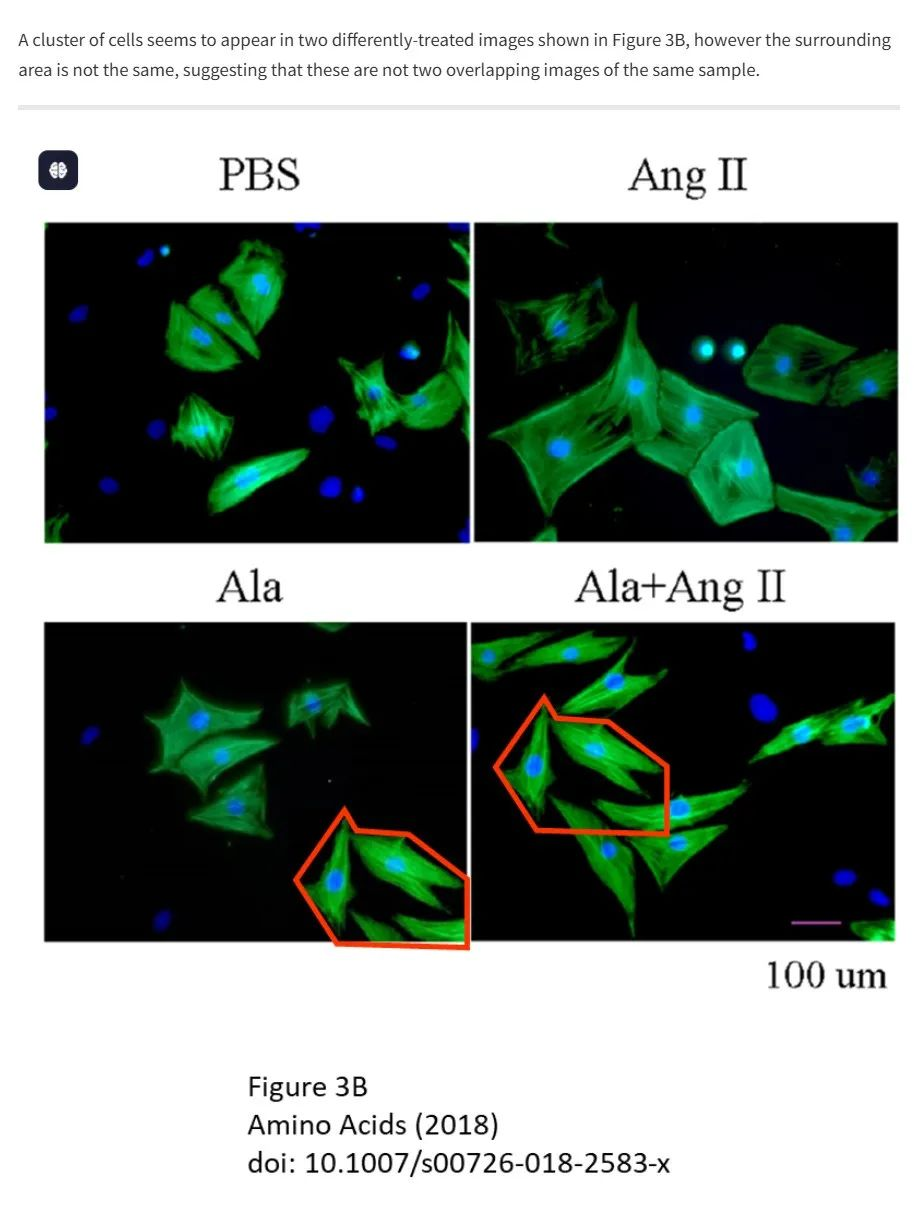 A cluster of cells seems to appear in two differently-treated images shown in Figure 3B, however the surrounding
area is not the same, suggesting that these are not two overlapping images of the same sample.
PBS
Ang II
Ala
Ala+Ang II
100 um
Figure 3B
Amino Acids (2018)
doi: 10.1007/s00726-018-2583-x